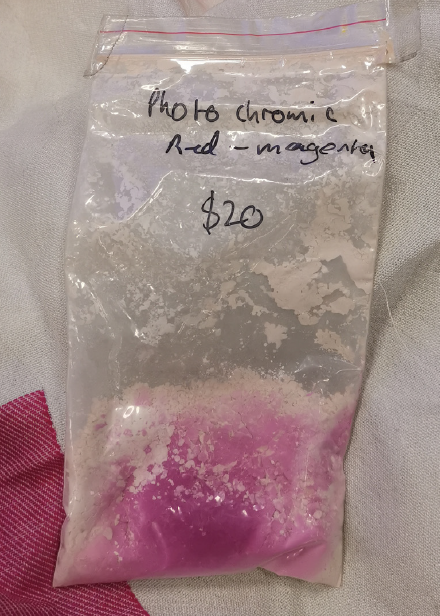 Photo chromic
Red - magenta
$20